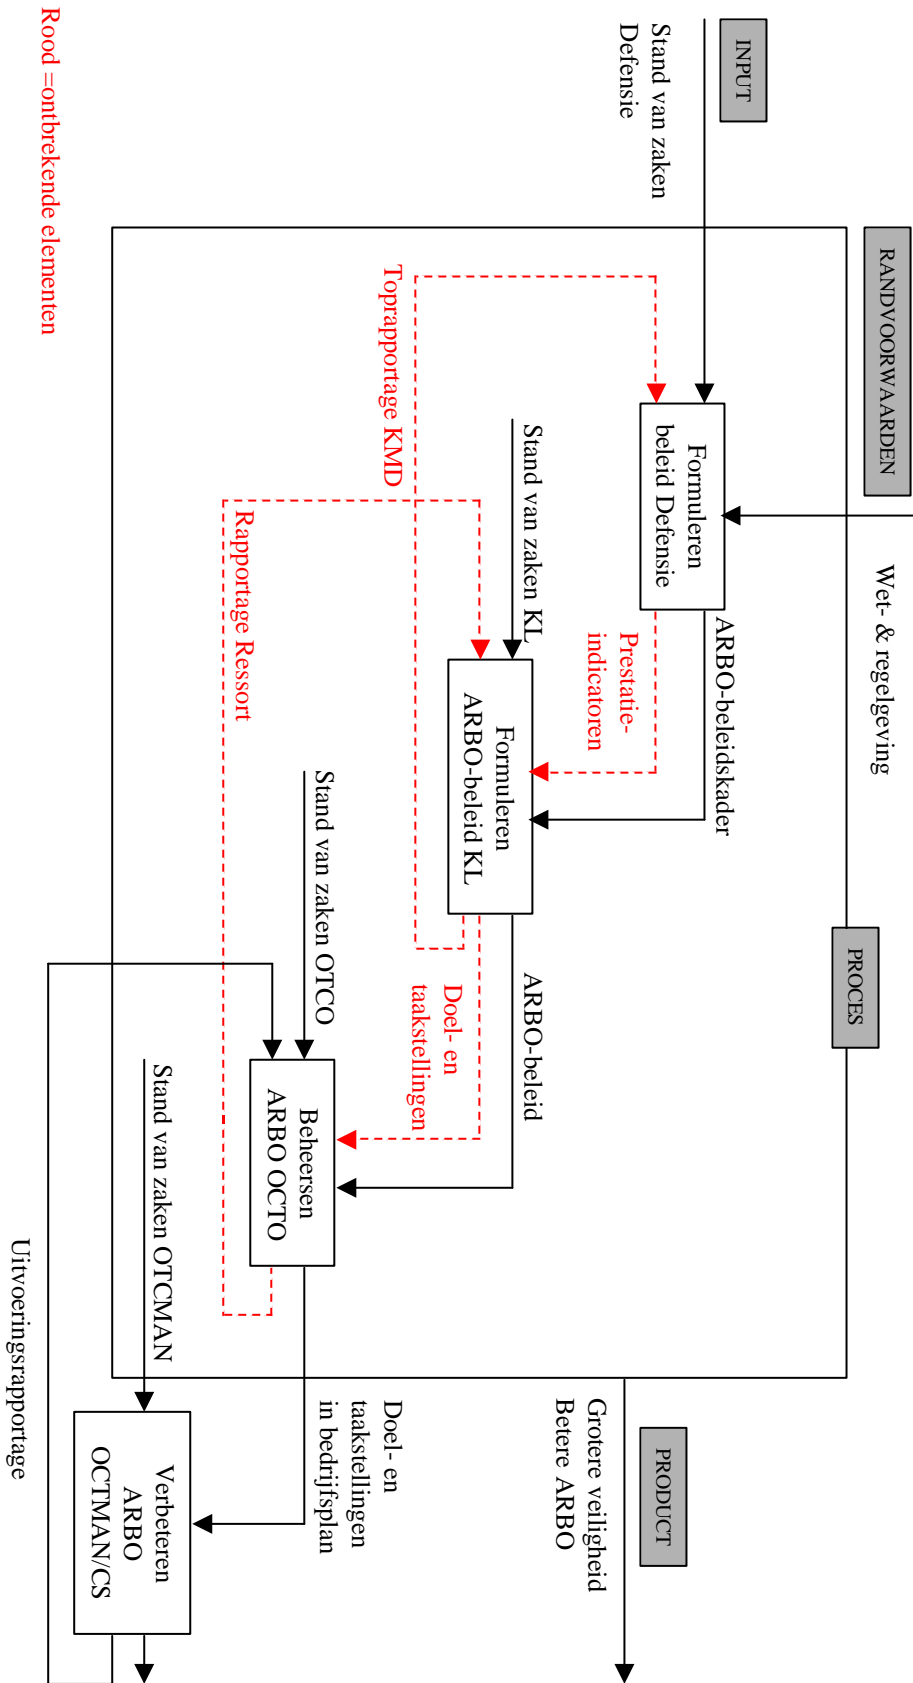 INPUT
Stand van zaken
Defensie
RANDVOORWAARDEN
Wet- & regelgeving
PROCES
Formuleren
beleid Defensie
ARBO-beleidskader
Prestatie-
indicatoren
Toprapportage KMD
Stand van zaken KL
Formuleren
ARBO-beleid KL
ARBO-beleid
Doel- en
taakstellingen
Rapportage Ressort
Stand van zaken OTCO
Beheersen
ARBO OCTO
Doel- en
taakstellingen
in bedrijfsplan
Stand van zaken OTCMAN
Verbeteren
ARBO
OCTMAN/CS
Uitvoeringsrapportage
PRODUCT
Grotere veiligheid
Betere ARBO
Rood =ontbrekende elementen